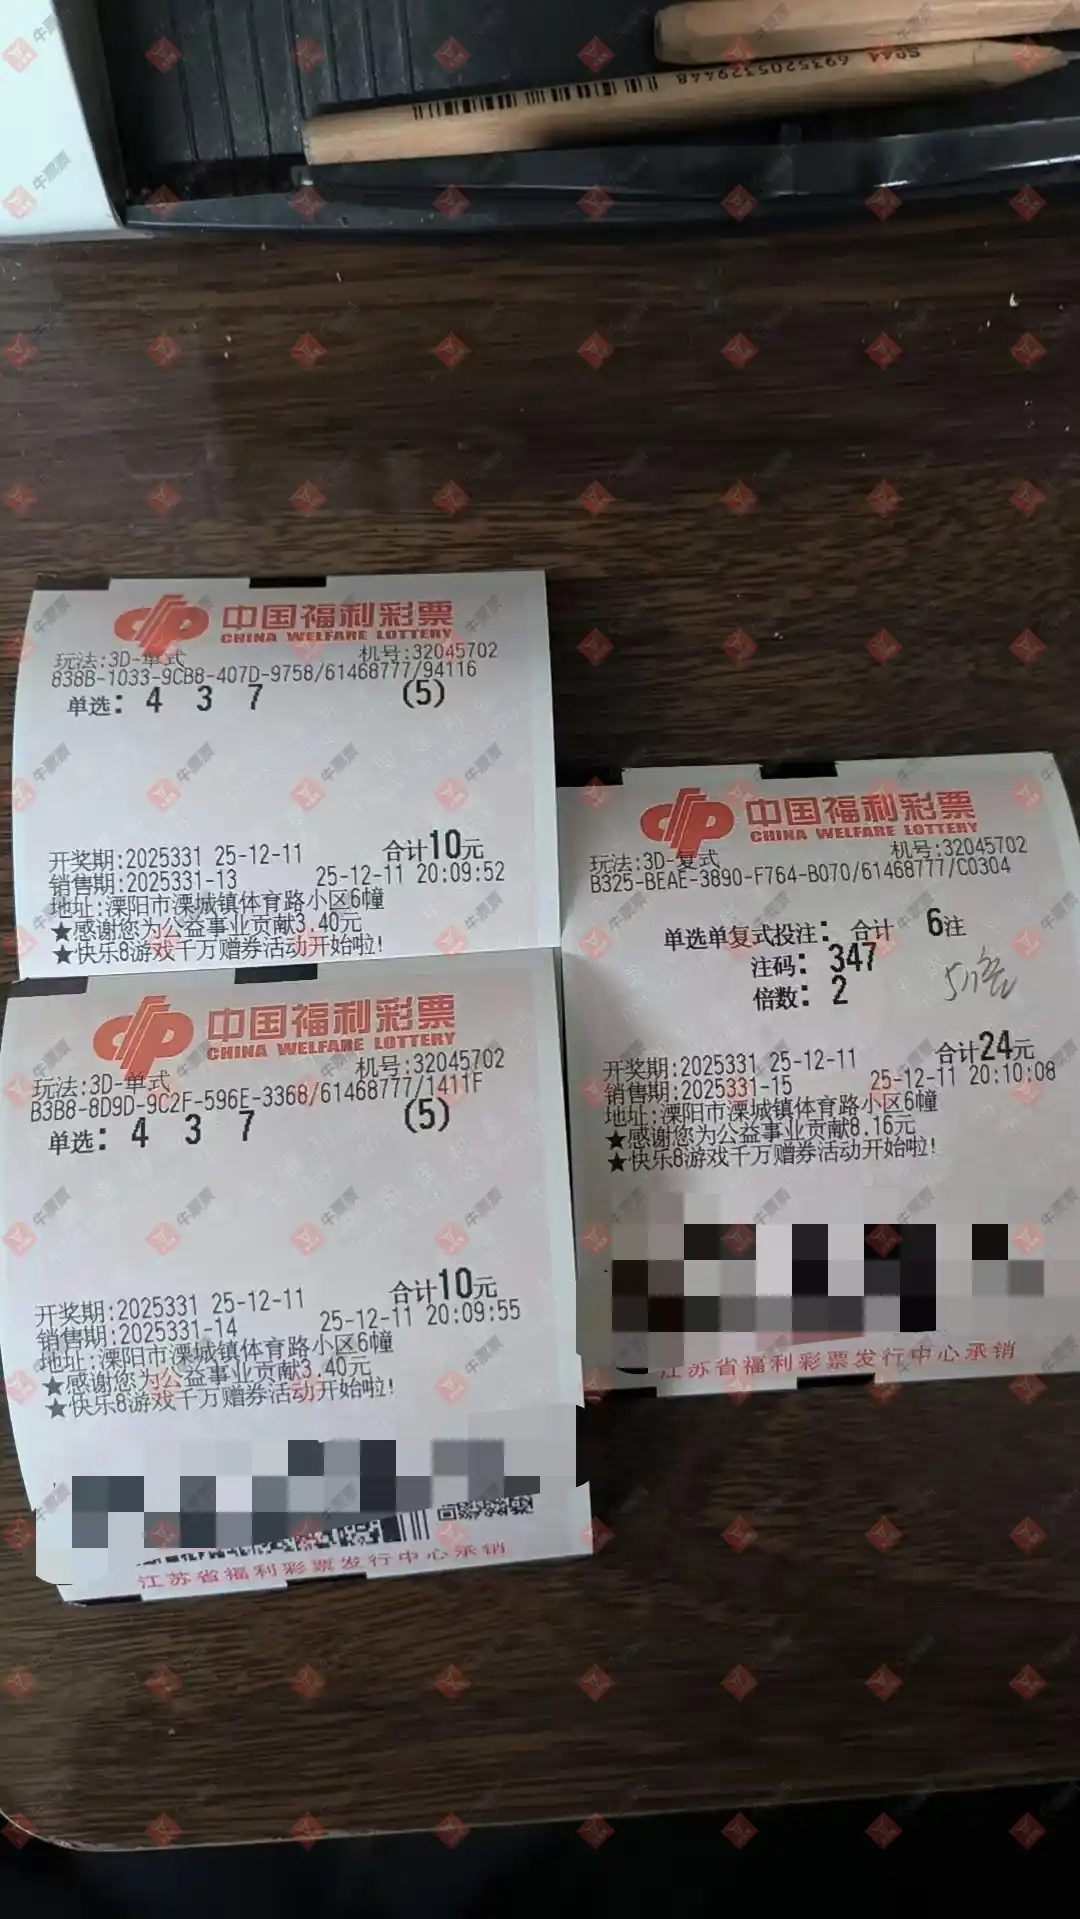 S044 6935205329448
中国福利彩票
CHINA WELFARE LOTTERY
玩法:3D-单式 机号:32045702
838B-1033-9CB8-407D-9758/61468777/94116
单选: 4 3 7 (5)
开奖期:2025331 25-12-11 合计10元
销售期:2025331-13 25-12-11 20:09:52
地址:溧阳市溧城镇体育路小区6幢
★感谢您为公益事业贡献3.40元
★快乐8游戏千万赠券活动开始啦!
中国福利彩票
CHINA WELFARE LOTTERY
玩法:3D-单式 机号:32045702
B3B8-8D9D-9C2F-596E-3368/61468777/1411F
单选: 4 3 7 (5)
开奖期:2025331 25-12-11 合计10元
销售期:2025331-14 25-12-11 20:09:55
地址:溧阳市溧城镇体育路小区6幢
★感谢您为公益事业贡献3.40元
★快乐8游戏千万赠券活动开始啦!
江苏省福利彩票发行中心承销
中国福利彩票
CHINA WELFARE LOTTERY
玩法:3D-复式 机号:32045702
B325-BEAE-3890-F764-B070/61468777/C0304
单选单复式投注: 合计 6注
注码: 347
倍数: 2
5倍
开奖期:2025331 25-12-11 合计24元
销售期:2025331-15 25-12-11 20:10:08
地址:溧阳市溧城镇体育路小区6幢
★感谢您为公益事业贡献8.16元
★快乐8游戏千万赠券活动开始啦!
江苏省福利彩票发行中心承销
牛票票